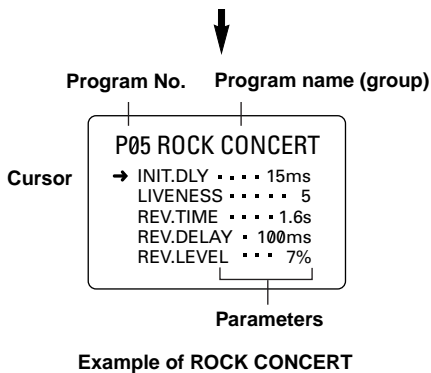 Program No. Program name (group)
P05 ROCK CONCERT
Cursor
➔ INIT.DLY ···· 15ms
LIVENESS ····· 5
REV.TIME ···· 1.6s
REV.DELAY · 100ms
REV.LEVEL ··· 7%
Parameters
Example of ROCK CONCERT